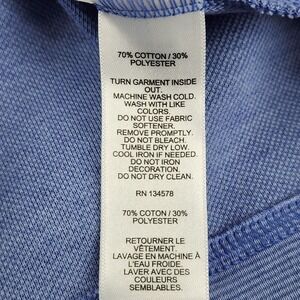 70% COTTON / 30%
POLYESTER
TURN GARMENT INSIDE
OUT.
MACHINE WASH COLD.
WASH WITH LIKE
COLORS.
DO NOT USE FABRIC
SOFTENER.
REMOVE PROMPTLY.
DO NOT BLEACH.
TUMBLE DRY LOW.
COOL IRON IF NEEDED.
DO NOT IRON
DECORATION.
DO NOT DRY CLEAN.
RN 134578
70% COTON / 30%
POLYESTER
RETOURNER LE
VÊTEMENT.
LAVAGE EN MACHINE À
L'EAU FROIDE.
LAVER AVEC DES
COULEURS
SEMBLABLES.